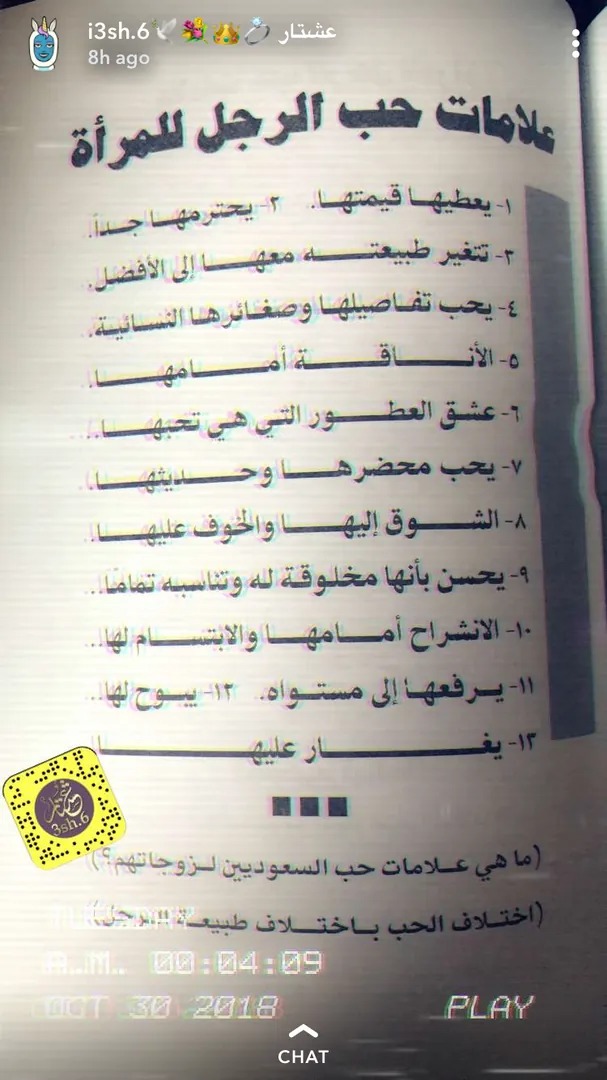 i3sh.6🕊️💐👑💍 عشتار
8h ago
علامات حب الرجل للمرأة
١- يعطيها قيمتها. ٢- يحترمها جداً.
٣- تتغير طبيعته معها إلى الأفضل.
٤- يحب تفاصيلها وصغائرها النسائية.
٥- الأناقة أمامها.
٦- عشق العطور التي هي تحبها..
٧- يحب محضرها وحديثها..
٨- الشوق إليها والخوف عليها.
٩- يحسن بأنها مخلوقة له وتناسبه تماماً..
١٠- الانشراح أمامها والابتسام لها..
١١- يرفعها إلى مستواه. ١٢- يبوح لها..
١٣- يغار عليها
3sh.6
(ما هي علامات حب السعوديين لزوجاتهم؟)
(اختلاف الحب باختلاف طبيعة الرجل)
TUESDAY
A.M. 00:04:09
OCT 30 2018 PLAY
CHAT